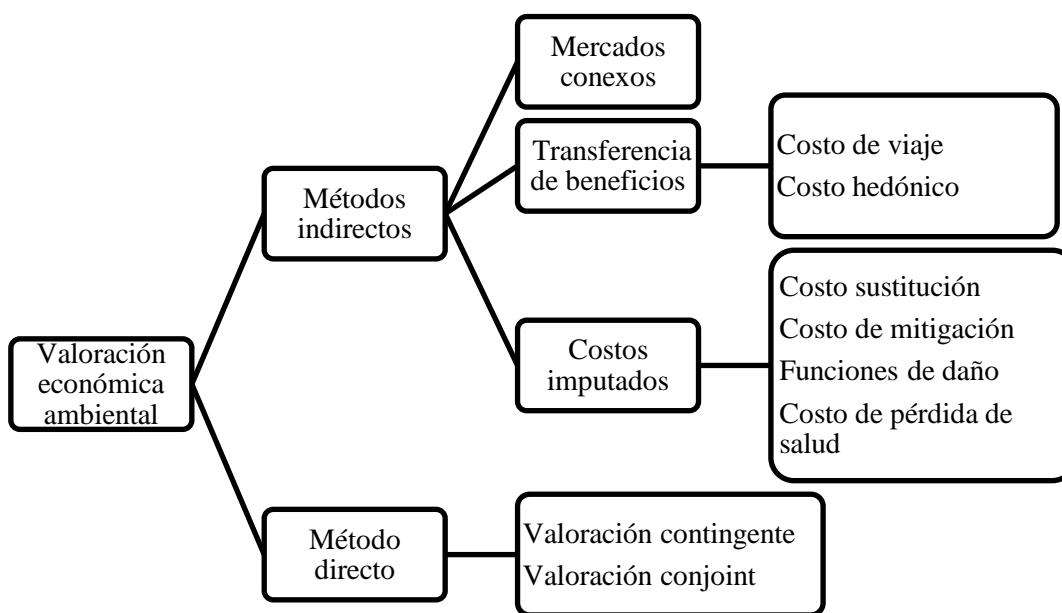 Valoración
económica
ambiental
Métodos
indirectos
Mercados
conexos
Transferencia
de beneficios
Costo de viaje
Costo hedónico
Costos
imputados
Costo sustitución
Costo de mitigación
Funciones de daño
Costo de pérdida de
salud
Método
directo
Valoración contingente
Valoración conjoint